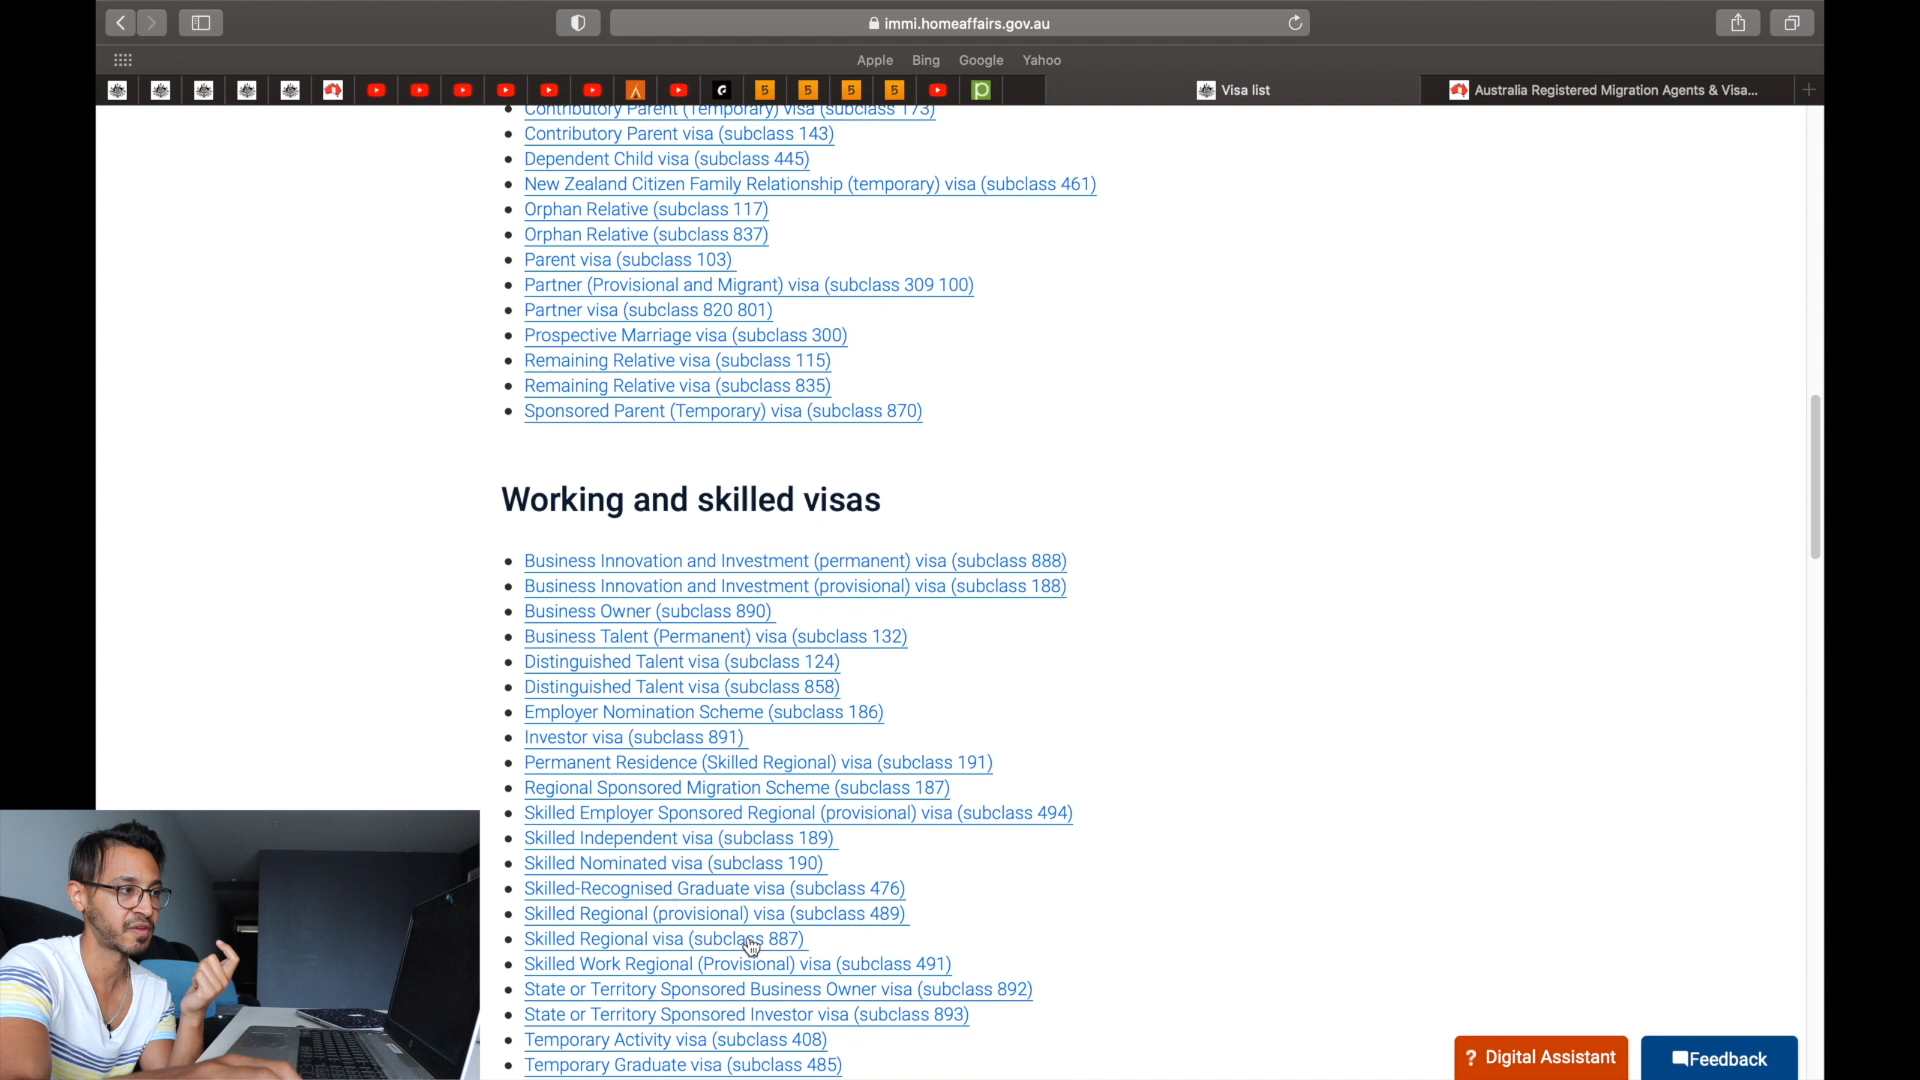 immi.homeaffairs.gov.au
Apple Bing Google Yahoo
5 5 5 5 Visa list Australia Registered Migration Agents & Visa...
Contributory Parent (Temporary) visa (subclass 173)
Contributory Parent visa (subclass 143)
Dependent Child visa (subclass 445)
New Zealand Citizen Family Relationship (temporary) visa (subclass 461)
Orphan Relative (subclass 117)
Orphan Relative (subclass 837)
Parent visa (subclass 103)
Partner (Provisional and Migrant) visa (subclass 309 100)
Partner visa (subclass 820 801)
Prospective Marriage visa (subclass 300)
Remaining Relative visa (subclass 115)
Remaining Relative visa (subclass 835)
Sponsored Parent (Temporary) visa (subclass 870)
Working and skilled visas
Business Innovation and Investment (permanent) visa (subclass 888)
Business Innovation and Investment (provisional) visa (subclass 188)
Business Owner (subclass 890)
Business Talent (Permanent) visa (subclass 132)
Distinguished Talent visa (subclass 124)
Distinguished Talent visa (subclass 858)
Employer Nomination Scheme (subclass 186)
Investor visa (subclass 891)
Permanent Residence (Skilled Regional) visa (subclass 191)
Regional Sponsored Migration Scheme (subclass 187)
Skilled Employer Sponsored Regional (provisional) visa (subclass 494)
Skilled Independent visa (subclass 189)
Skilled Nominated visa (subclass 190)
Skilled-Recognised Graduate visa (subclass 476)
Skilled Regional (provisional) visa (subclass 489)
Skilled Regional visa (subclass 887)
Skilled Work Regional (Provisional) visa (subclass 491)
State or Territory Sponsored Business Owner visa (subclass 892)
State or Territory Sponsored Investor visa (subclass 893)
Temporary Activity visa (subclass 408)
Temporary Graduate visa (subclass 485)
? Digital Assistant
Feedback